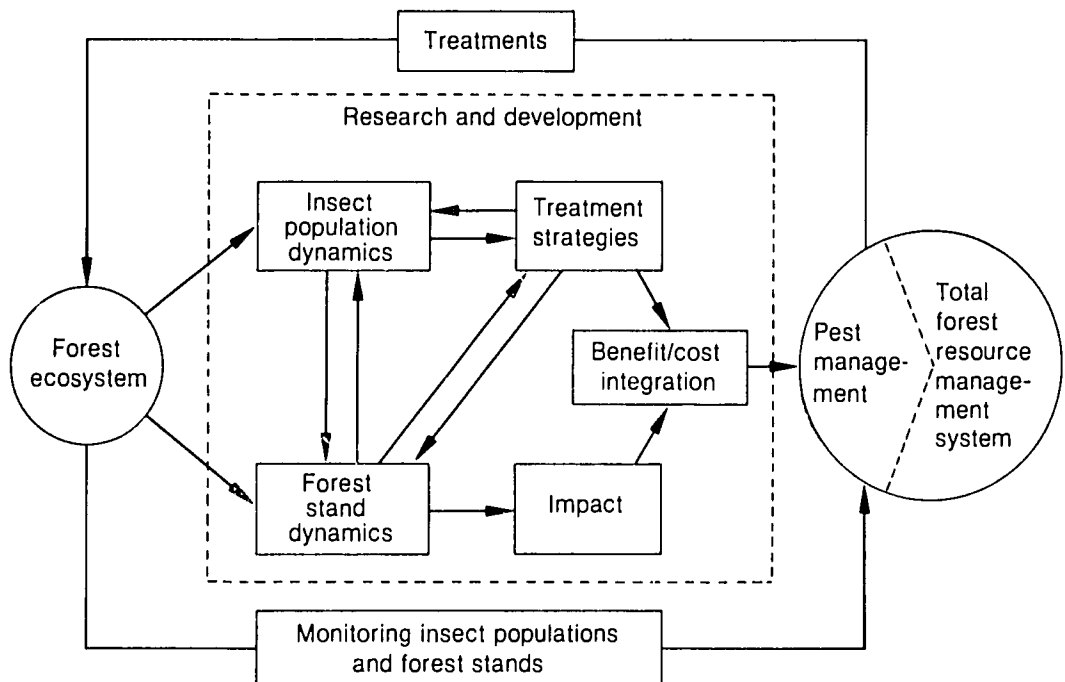 Treatments
Research and development
Insect
population
dynamics
Treatment
strategies
Forest
ecosystem
Benefit/cost
integration
Pest
manage-
ment
Total
forest
resource
manage-
ment
system
Forest
stand
dynamics
Impact
Monitoring insect populations
and forest stands